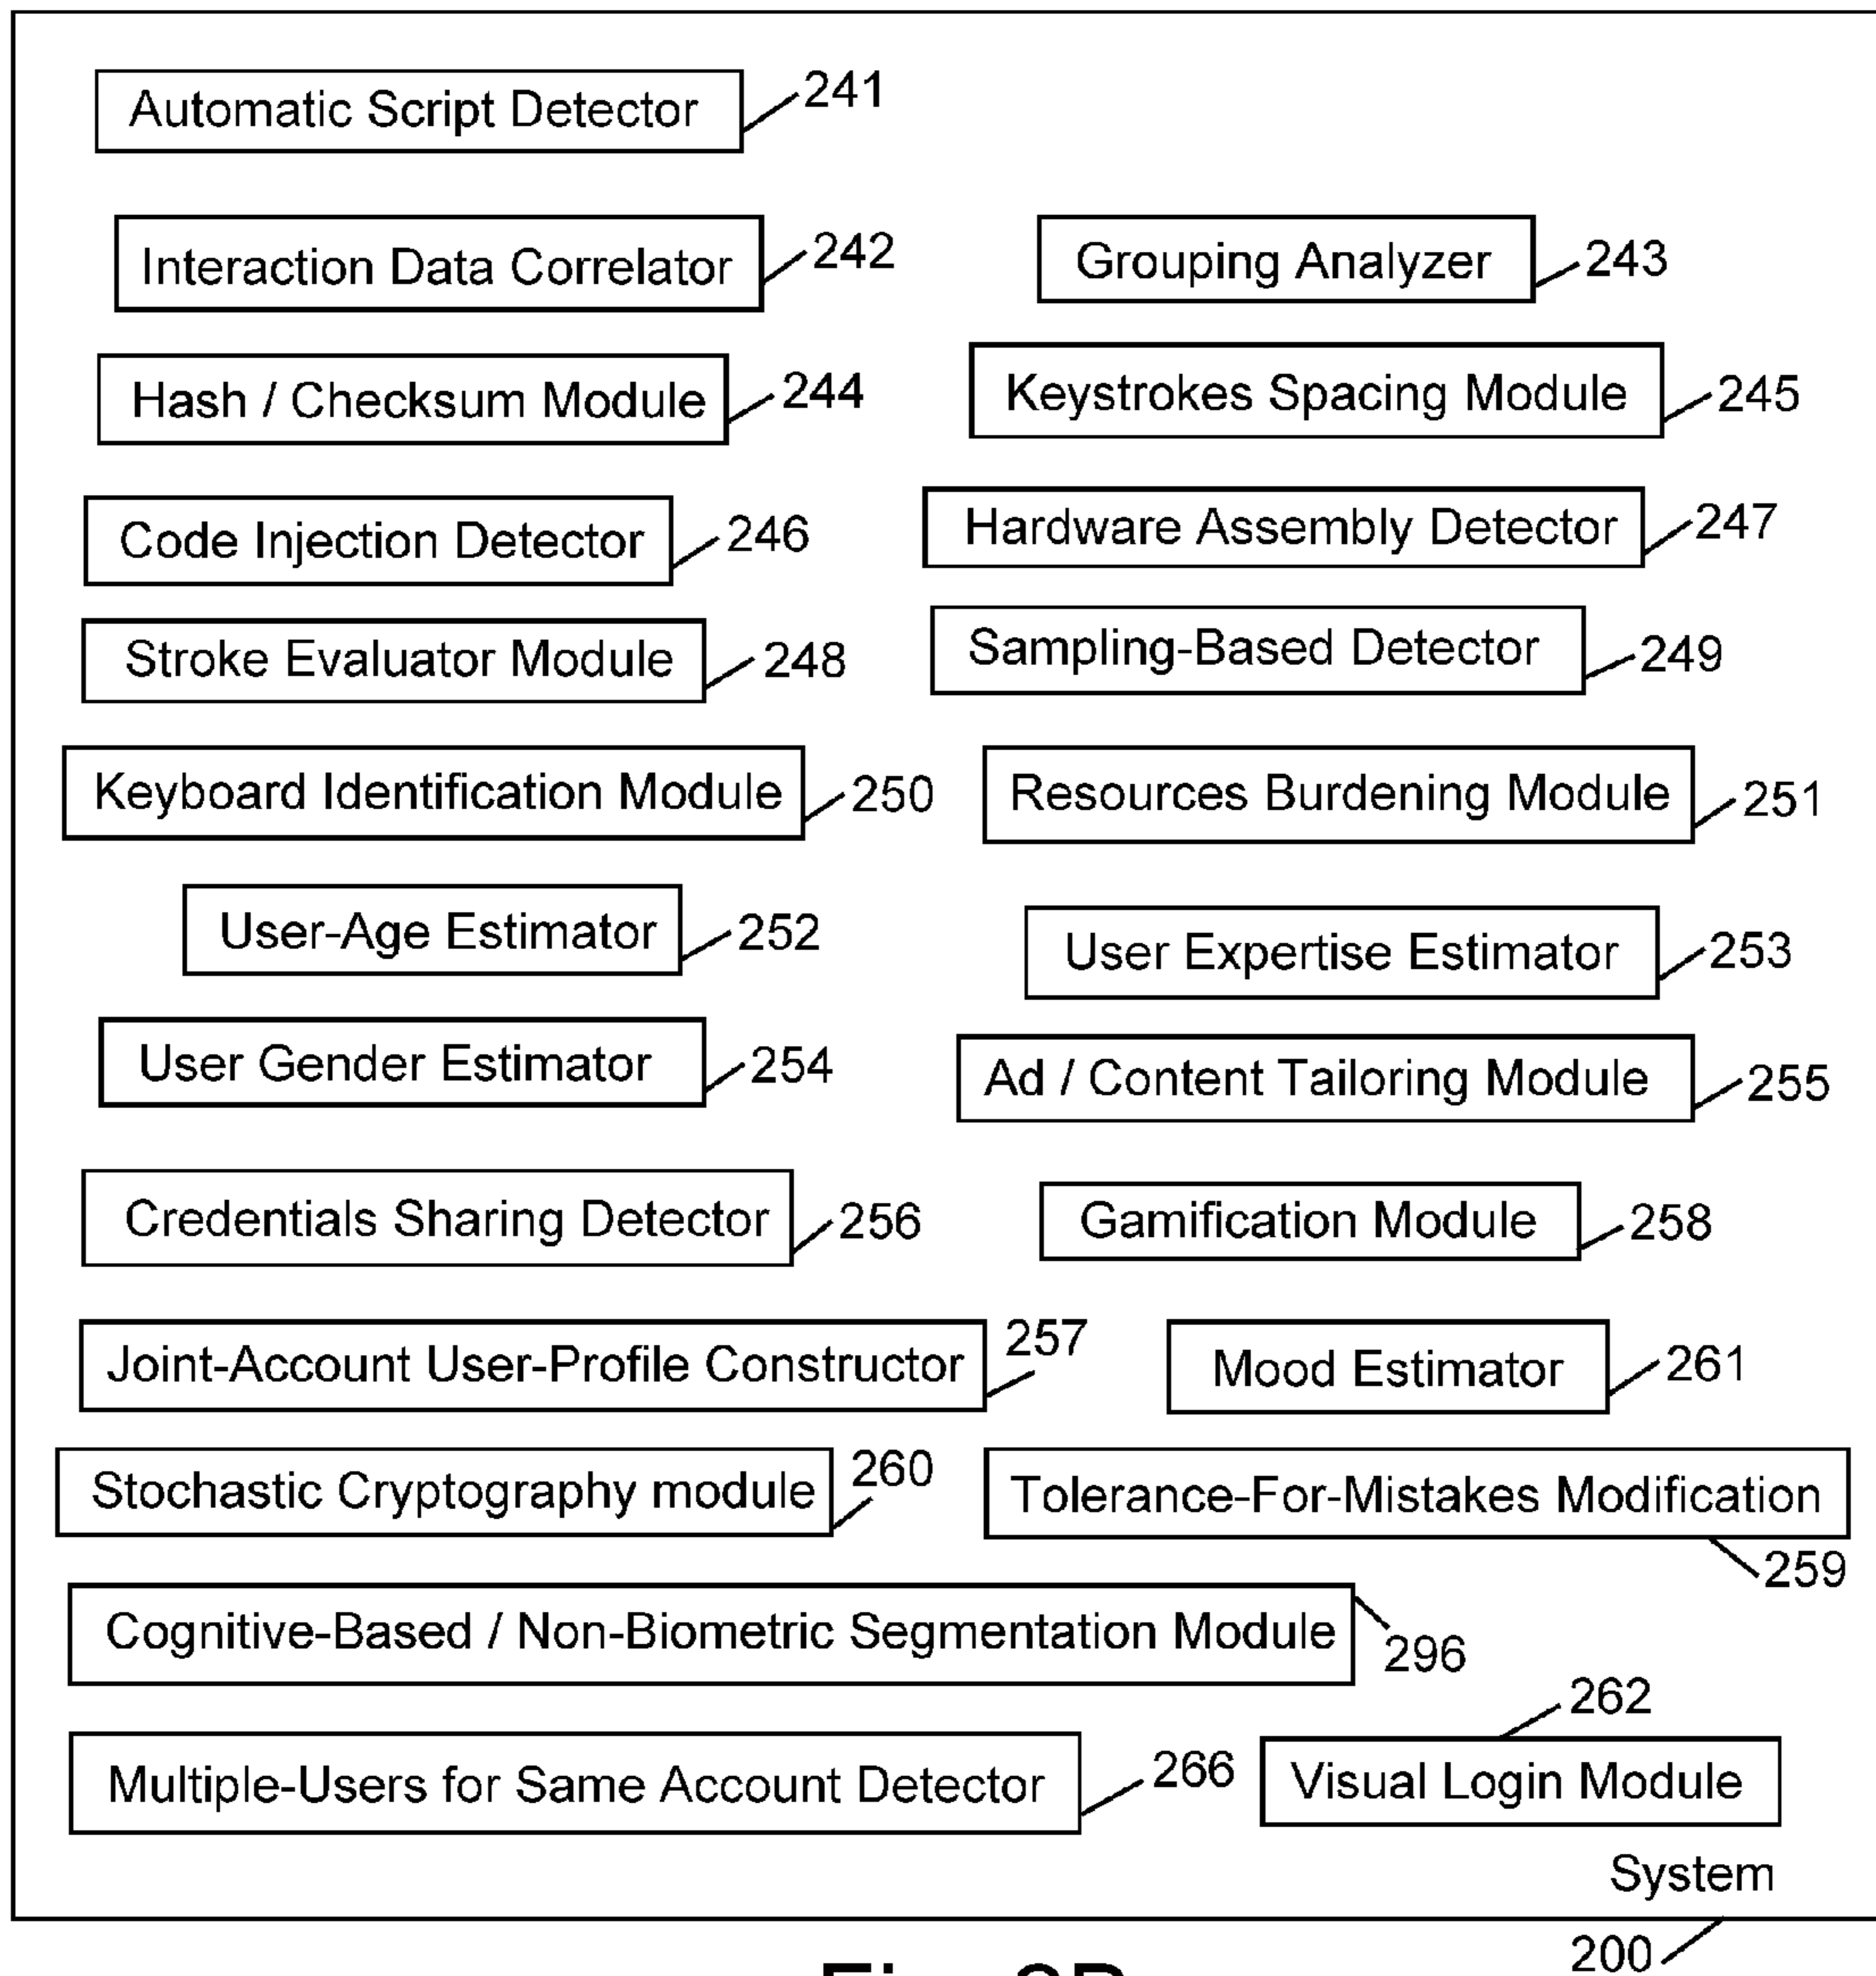 Automatic Script Detector 241
Interaction Data Correlator 242
Grouping Analyzer 243
Hash / Checksum Module 244
Keystrokes Spacing Module 245
Code Injection Detector 246
Hardware Assembly Detector 247
Stroke Evaluator Module 248
Sampling-Based Detector 249
Keyboard Identification Module 250
Resources Burdening Module 251
User-Age Estimator 252
User Expertise Estimator 253
User Gender Estimator 254
Ad / Content Tailoring Module 255
Credentials Sharing Detector 256
Gamification Module 258
Joint-Account User-Profile Constructor 257
Mood Estimator 261
Stochastic Cryptography module 260
Tolerance-For-Mistakes Modification
259
Cognitive-Based / Non-Biometric Segmentation Module 296
262
Multiple-Users for Same Account Detector 266
Visual Login Module
System
200